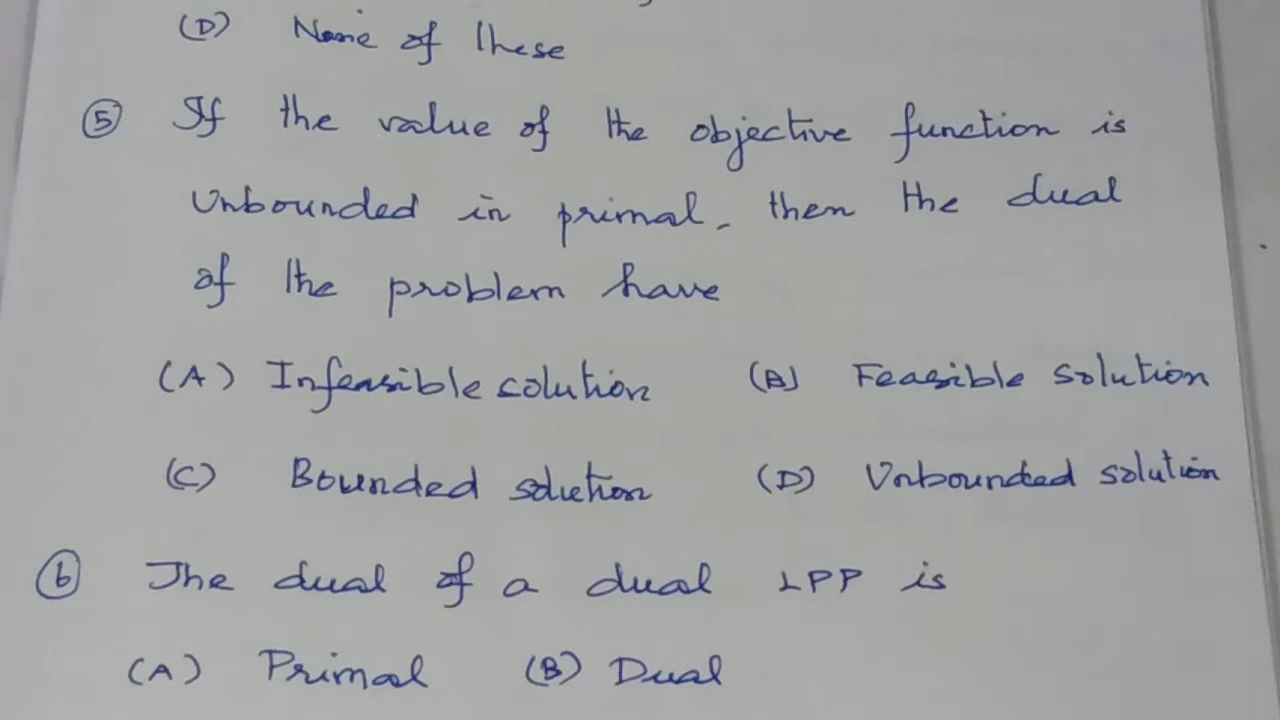 (D) None of these
⑤ If the value of the objective function is
Unbounded in primal, then the dual
of the problem have
(A) Infeasible solution (B) Feasible solution
(C) Bounded solution (D) Unbounded solution
⑥ The dual of a dual LPP is
(A) Primal (B) Dual